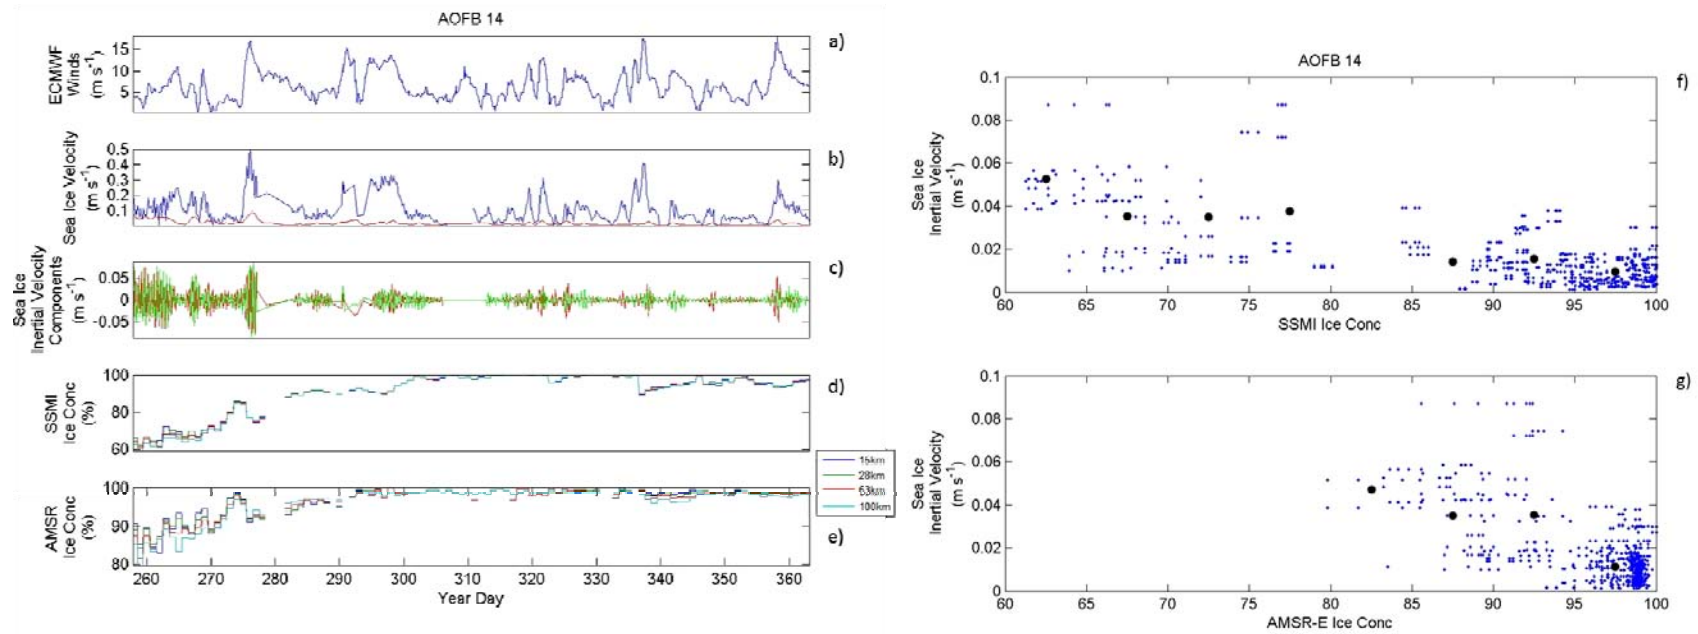 AOFB 14
ECMWF
Winds
(m s-1)
15
10
5
a)
Sea Ice Velocity
(m s-1)
0.5
0.4
0.3
0.2
0.1
b)
Sea Ice
Inertial Velocity
Components
(m s-1)
0.05
0
-0.05
c)
SSMI
Ice Conc
(%)
100
80
60
d)
15km
28km
63km
100km
AMSR
Ice Conc
(%)
100
90
80
e)
260 270 280 290 300 310 320 330 340 350 360
Year Day
AOFB 14
f)
Sea Ice
Inertial Velocity
(m s-1)
0.1
0.08
0.06
0.04
0.02
0
60 65 70 75 80 85 90 95 100
SSMI Ice Conc
g)
Sea Ice
Inertial Velocity
(m s-1)
0.1
0.08
0.06
0.04
0.02
0
60 65 70 75 80 85 90 95 100
AMSR-E Ice Conc